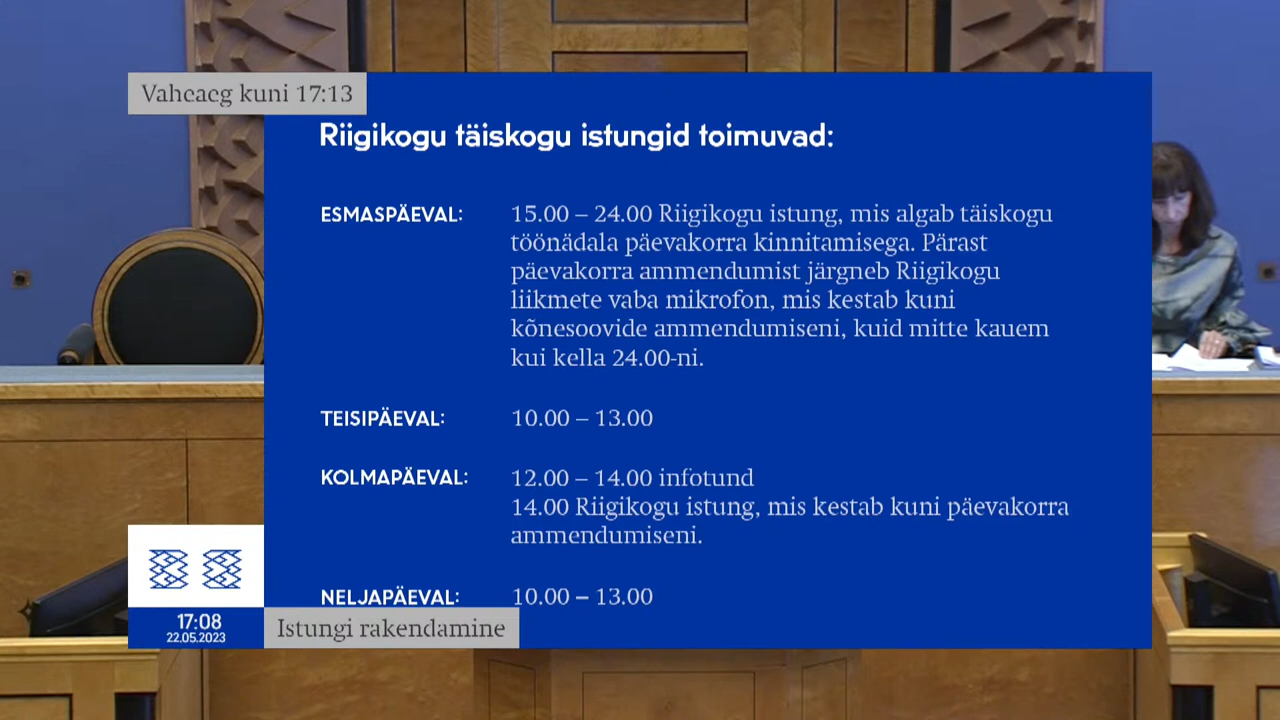 Vaheaeg kuni 17:13
Riigikogu täiskogu istungid toimuvad:
ESMASPÄEVAL: 15.00 – 24.00 Riigikogu istung, mis algab täiskogu
töönädala päevakorra kinnitamisega. Pärast
päevakorra ammendumist järgneb Riigikogu
liikmete vaba mikrofon, mis kestab kuni
kõnesoovide ammendumiseni, kuid mitte kauem
kui kella 24.00-ni.
TEISIPÄEVAL: 10.00 – 13.00
KOLMAPÄEVAL: 12.00 – 14.00 infotund
14.00 Riigikogu istung, mis kestab kuni päevakorra
ammendumiseni.
NELJAPÄEVAL: 10.00 – 13.00
17:08
22.05.2023
Istungi rakendamine